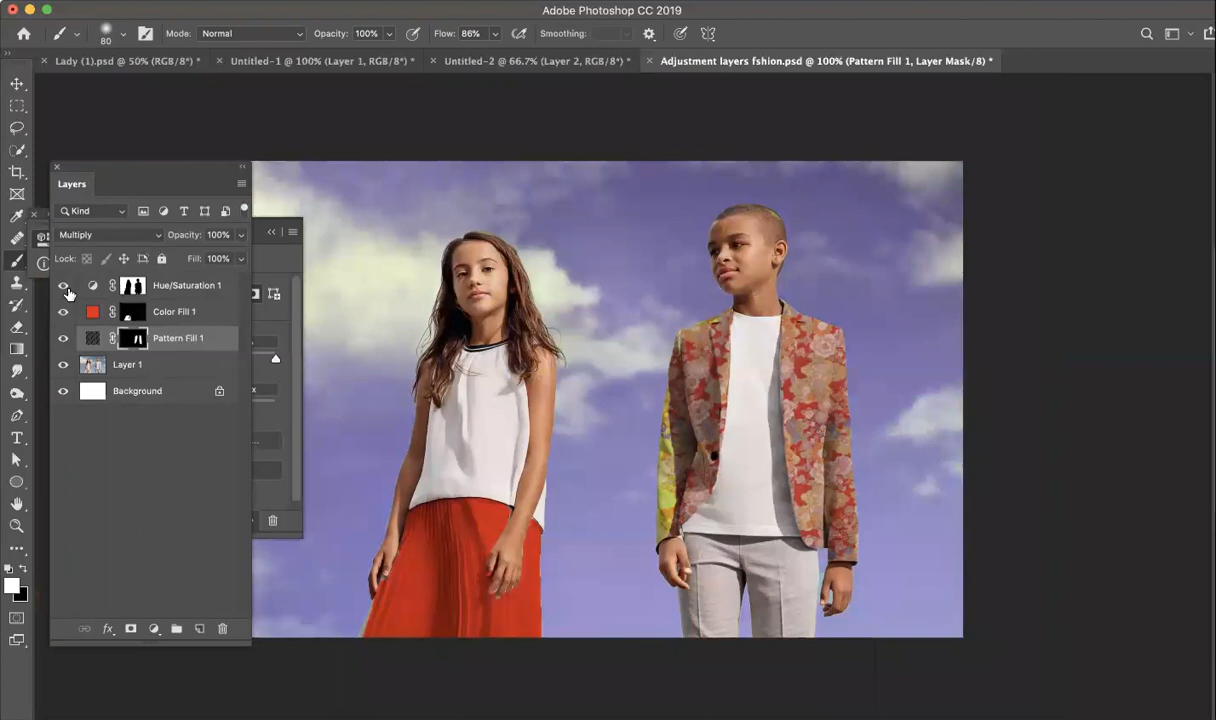 Adobe Photoshop CC 2019
80
Mode: Normal
Opacity: 100%
Flow: 86%
Smoothing:
Lady (1).psd @ 50% (RGB/8*) *
Untitled-1 @ 100% (Layer 1, RGB/8*) *
Untitled-2 @ 66.7% (Layer 2, RGB/8*) *
Adjustment layers fshion.psd @ 100% (Pattern Fill 1, Layer Mask/8) *
Layers
Kind
Multiply
Opacity: 100%
Lock:
Fill: 100%
Hue/Saturation 1
Color Fill 1
Pattern Fill 1
Layer 1
Background